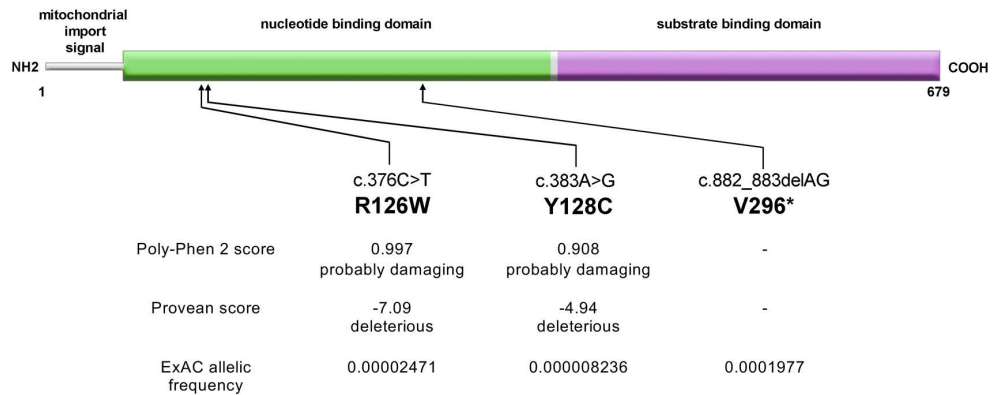 mitochondrial
import
signal
nucleotide binding domain
substrate binding domain
NH2
COOH
1
679
c.376C>T
c.383A>G
c.882_883delAG
R126W
Y128C
V296*
Poly-Phen 2 score
0.997
0.908
-
probably damaging
probably damaging
Provean score
-7.09
-4.94
-
deleterious
deleterious
ExAC allelic
frequency
0.00002471
0.000008236
0.0001977